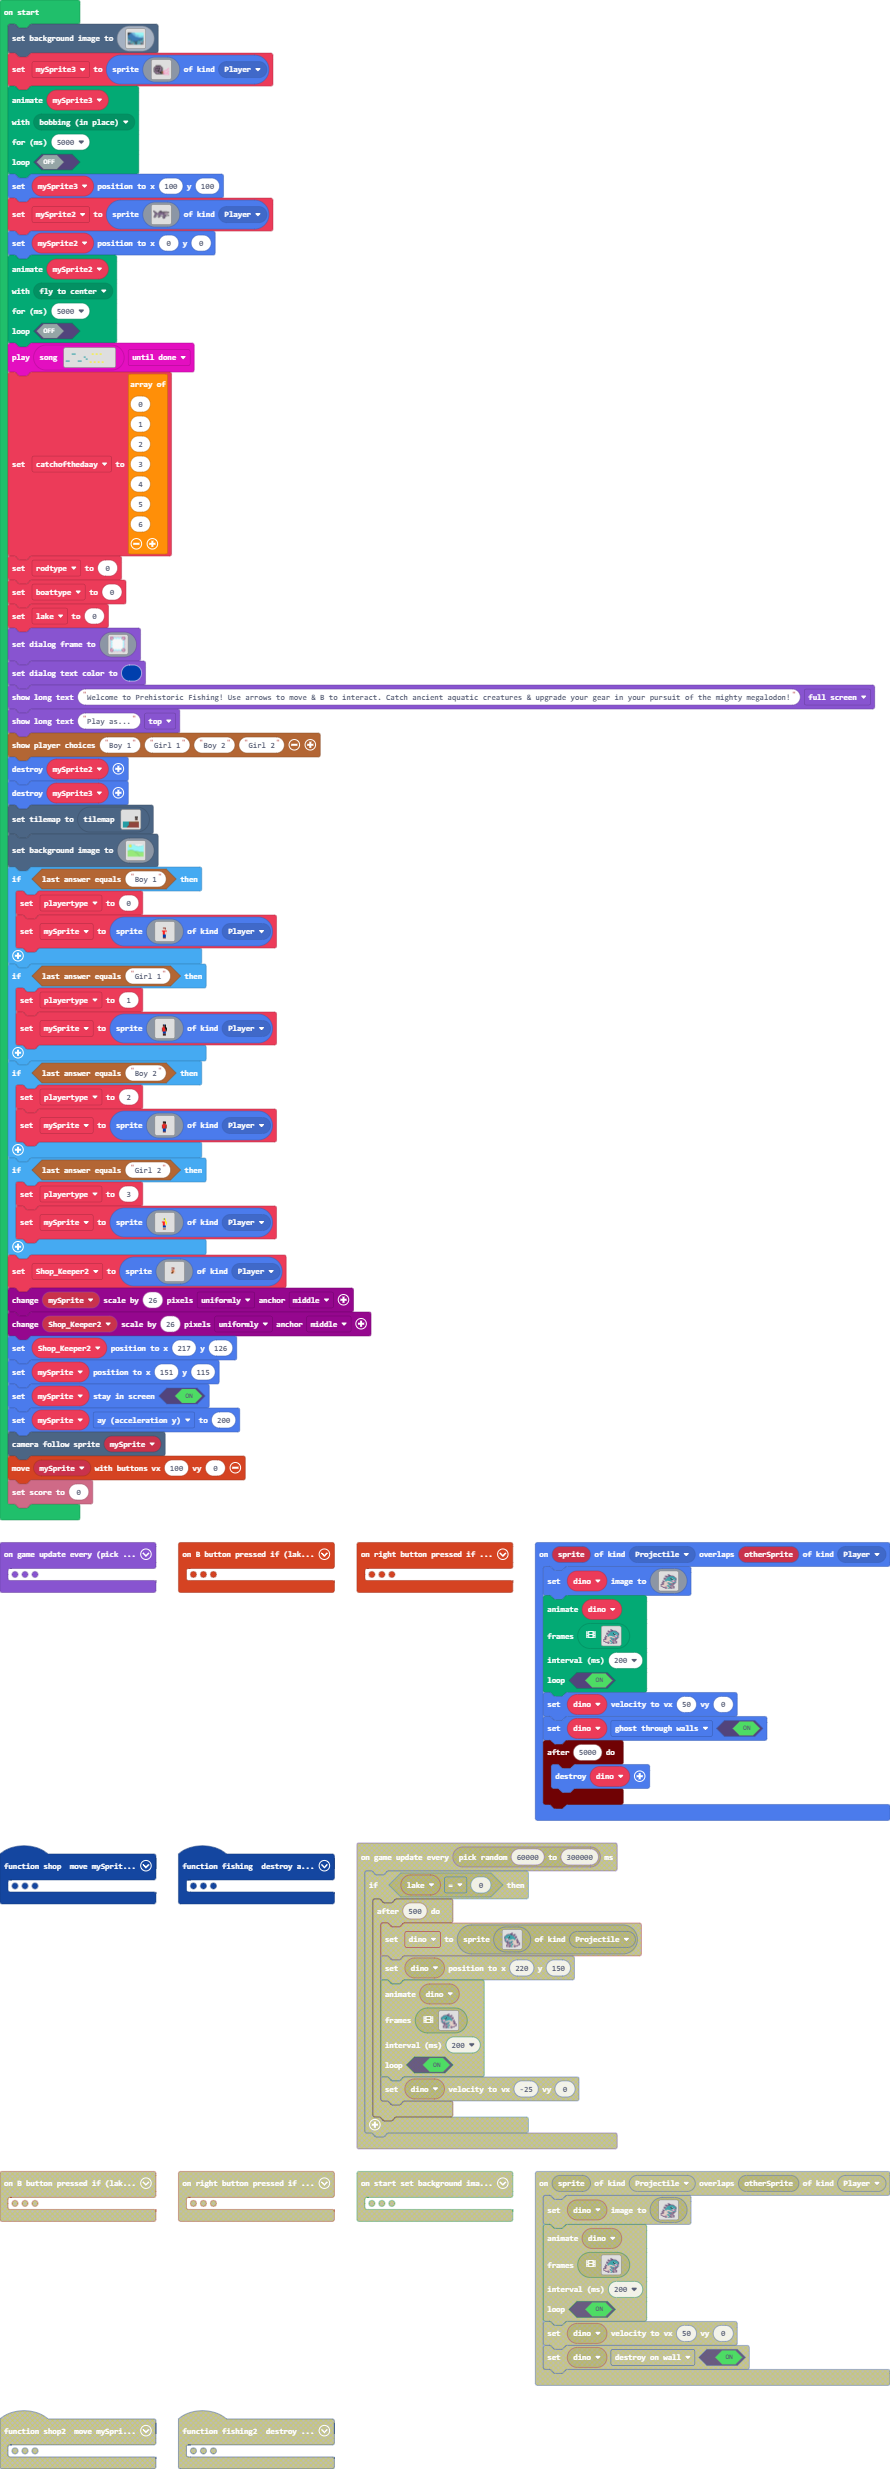 on start
set background image to
set mySprite3 to sprite of kind Player
animate mySprite3
with bobbing (in place)
for (ms) 5000
loop OFF
set mySprite3 position to x 100 y 100
set mySprite2 to sprite of kind Player
set mySprite2 position to x 0 y 0
animate mySprite2
with fly to center
for (ms) 5000
loop OFF
play song until done
array of
0
1
2
set catchofthedaay to 3
4
5
6
set rodtype to 0
set boattype to 0
set lake to 0
set dialog frame to
set dialog text color to
show long text "Welcome to Prehistoric Fishing! Use arrows to move & B to interact. Catch ancient aquatic creatures & upgrade your gear in your pursuit of the mighty megalodon!" full screen
show long text "Play as..." top
show player choices "Boy 1" "Girl 1" "Boy 2" "Girl 2"
destroy mySprite2
destroy mySprite3
set tilemap to tilemap
set background image to
if last answer equals "Boy 1" then
set playertype to 0
set mySprite to sprite of kind Player
if last answer equals "Girl 1" then
set playertype to 1
set mySprite to sprite of kind Player
if last answer equals "Boy 2" then
set playertype to 2
set mySprite to sprite of kind Player
if last answer equals "Girl 2" then
set playertype to 3
set mySprite to sprite of kind Player
set Shop_Keeper2 to sprite of kind Player
change mySprite scale by 26 pixels uniformly anchor middle
change Shop_Keeper2 scale by 26 pixels uniformly anchor middle
set Shop_Keeper2 position to x 217 y 126
set mySprite position to x 151 y 115
set mySprite stay in screen ON
set mySprite ay (acceleration y) to 200
camera follow sprite mySprite
move mySprite with buttons vx 100 vy 0
set score to 0
on game update every (pick ...
on B button pressed if (lak...
on right button pressed if ...
on sprite of kind Projectile overlaps otherSprite of kind Player
set dino image to
animate dino
frames
interval (ms) 200
loop ON
set dino velocity to vx 50 vy 0
set dino ghost through walls ON
after 5000 do
destroy dino
function shop move mySprit...
function fishing destroy a...
on game update every pick random 60000 to 300000 ms
if lake = 0 then
after 500 do
set dino to sprite of kind Projectile
set dino position to x 220 y 150
animate dino
frames
interval (ms) 200
loop ON
set dino velocity to vx -25 vy 0
on B button pressed if (lak...
on right button pressed if ...
on start set background ima...
on sprite of kind Projectile overlaps otherSprite of kind Player
set dino image to
animate dino
frames
interval (ms) 200
loop ON
set dino velocity to vx 50 vy 0
set dino destroy on wall ON
function shop2 move mySpri...
function fishing2 destroy ...